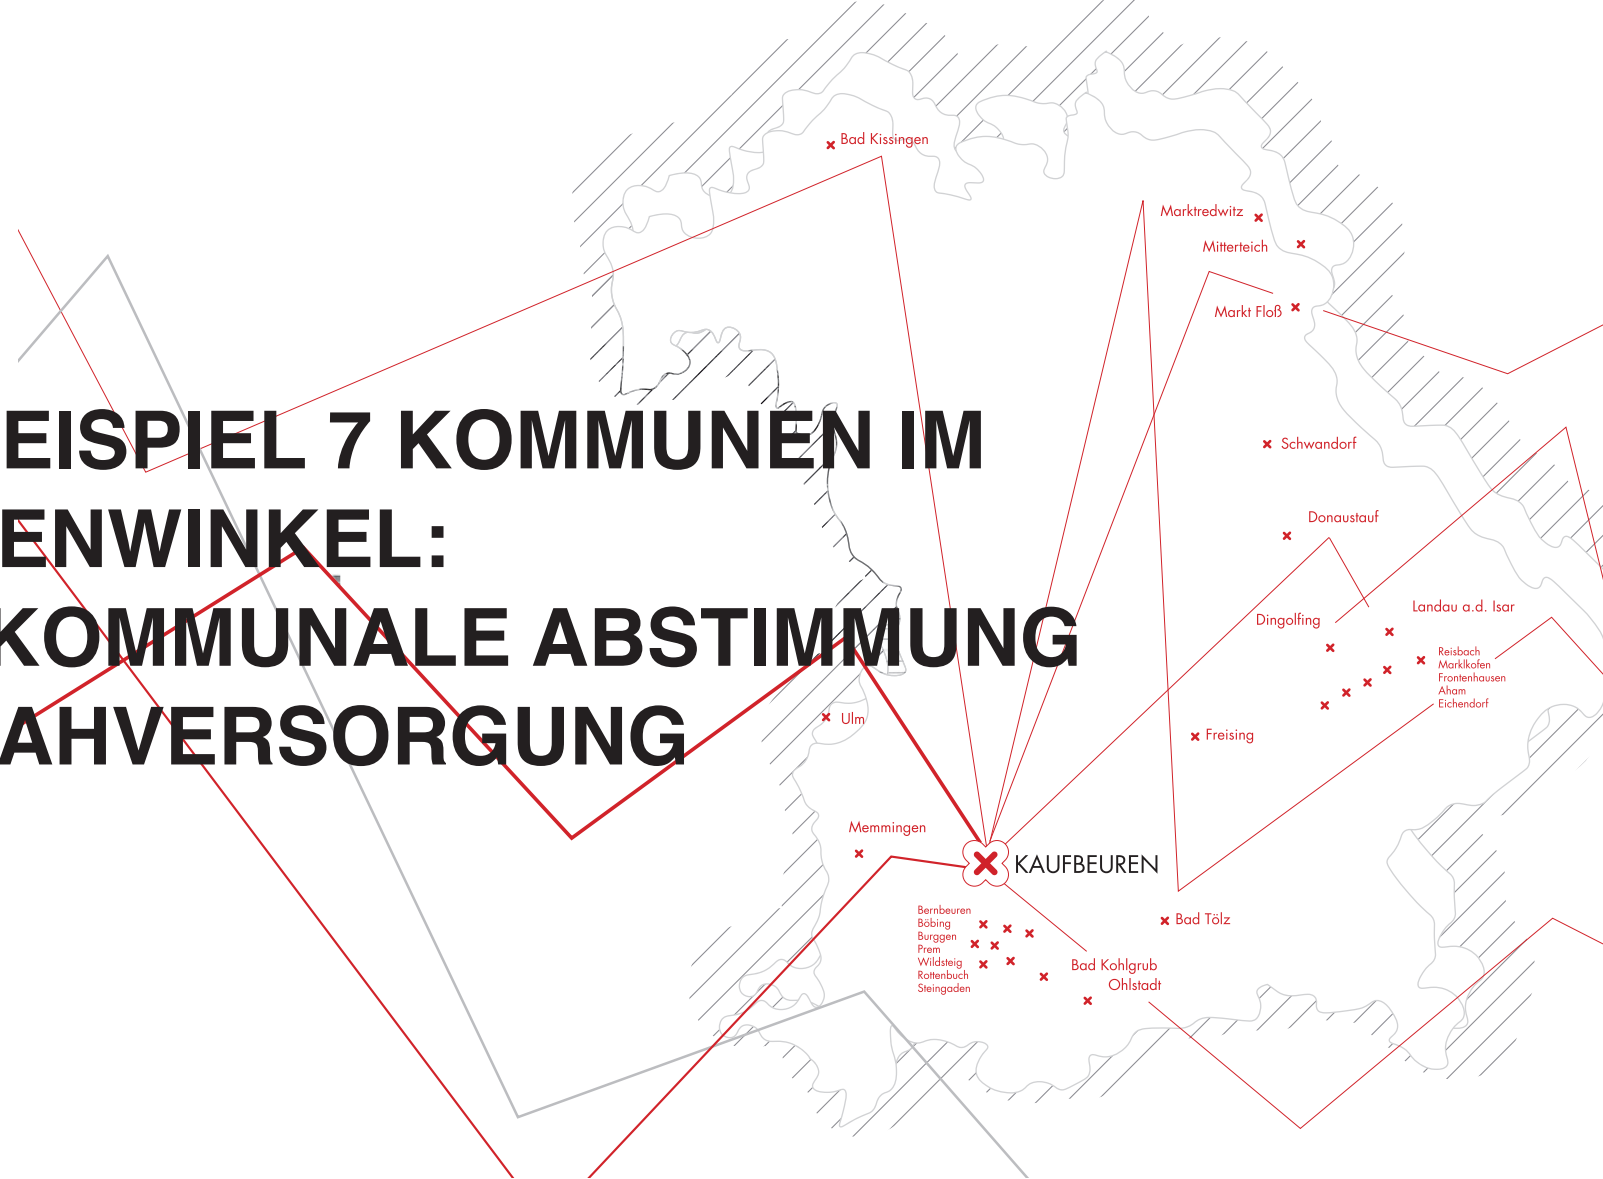 EISPIEL 7 KOMMUNEN IM
ENWINKEL:
KOMMUNALE ABSTIMMUNG
AHVERSORGUNG
Bad Kissingen
Marktredwitz
Mitterteich
Markt Floß
Schwandorf
Donaustauf
Landau a.d. Isar
Dingolfing
Reisbach
Marklkofen
Frontenhausen
Aham
Eichendorf
Ulm
Freising
Memmingen
KAUFBEUREN
Bernbeuren
Böbing
Burggen
Prem
Wildsteig
Rottenbuch
Steingaden
Bad Tölz
Bad Kohlgrub
Ohlstadt